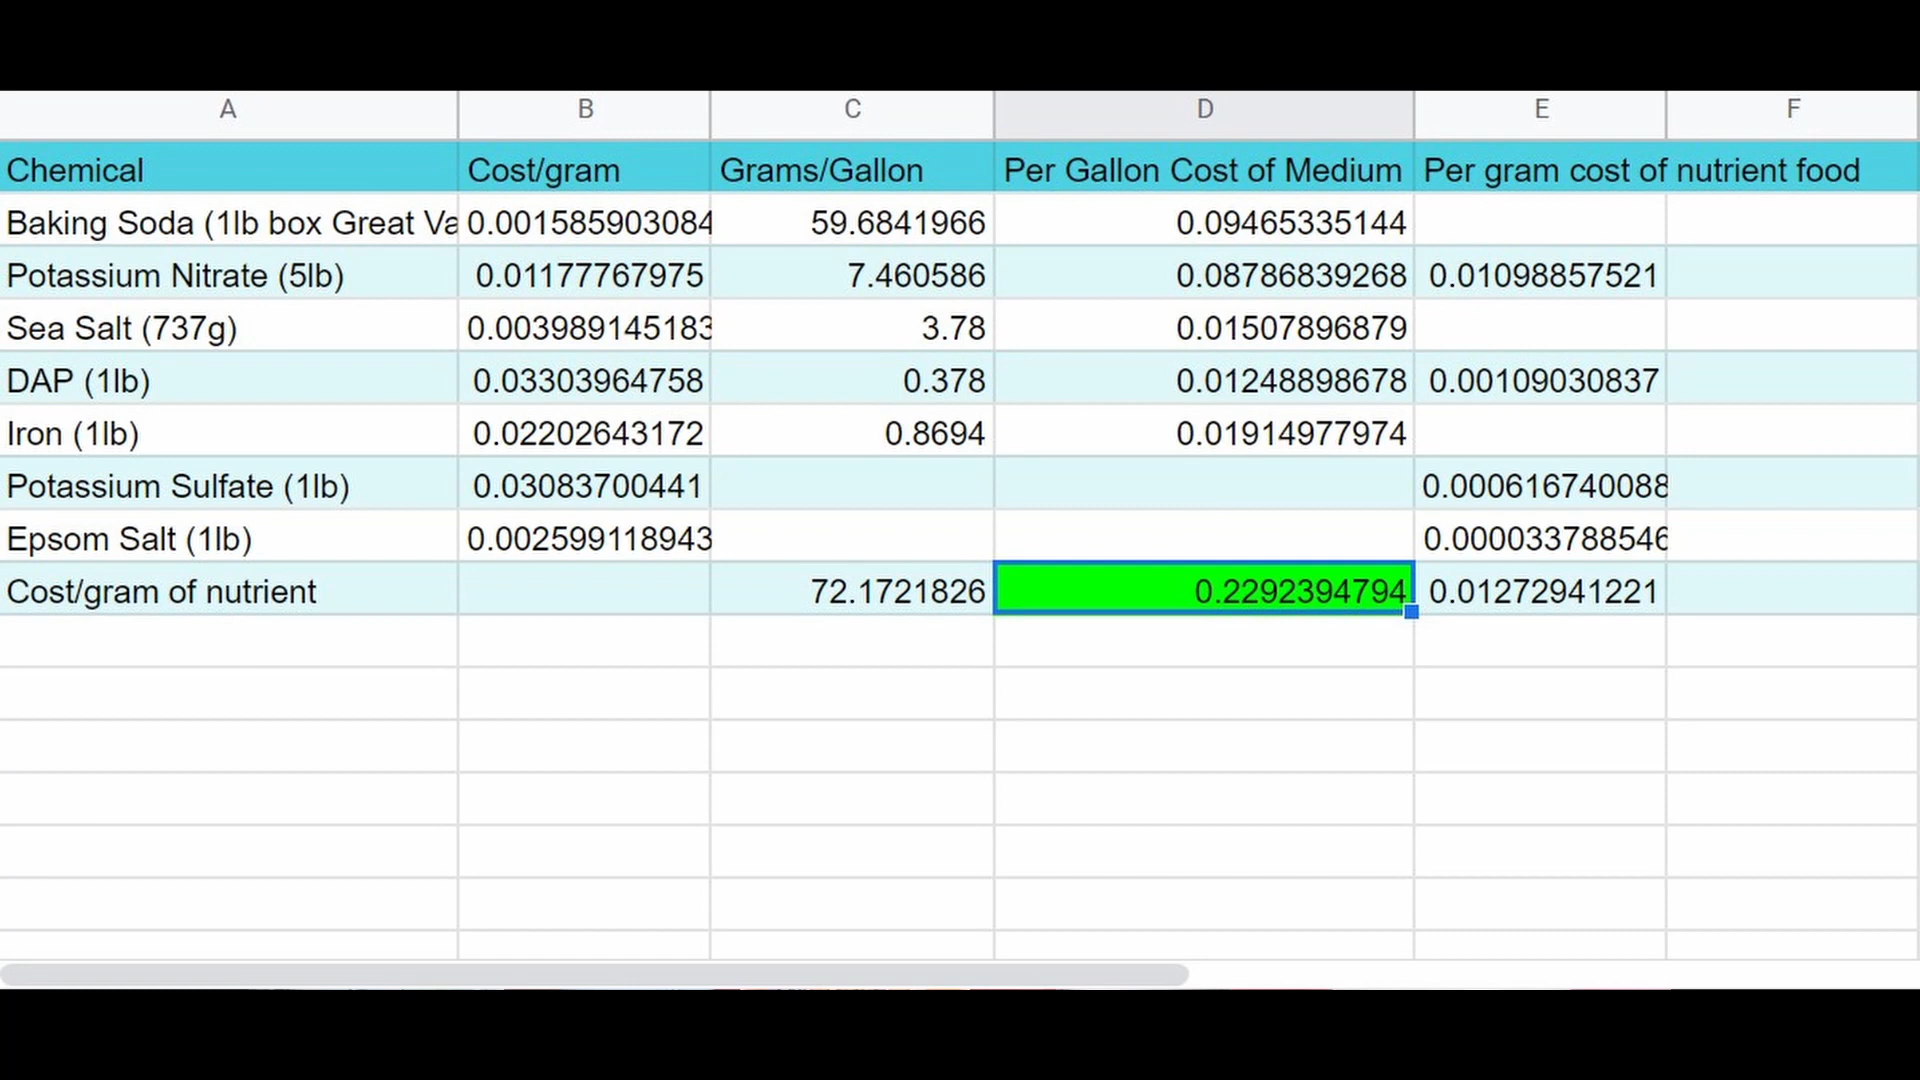 A B C D E F
Chemical Cost/gram Grams/Gallon Per Gallon Cost of Medium Per gram cost of nutrient food
Baking Soda (1lb box Great Va 0.001585903084 59.6841966 0.09465335144
Potassium Nitrate (5lb) 0.01177767975 7.460586 0.08786839268 0.01098857521
Sea Salt (737g) 0.003989145183 3.78 0.01507896879
DAP (1lb) 0.03303964758 0.378 0.01248898678 0.00109030837
Iron (1lb) 0.02202643172 0.8694 0.01914977974
Potassium Sulfate (1lb) 0.03083700441 0.000616740088
Epsom Salt (1lb) 0.002599118943 0.000033788546
Cost/gram of nutrient 72.1721826 0.2292394794 0.01272941221